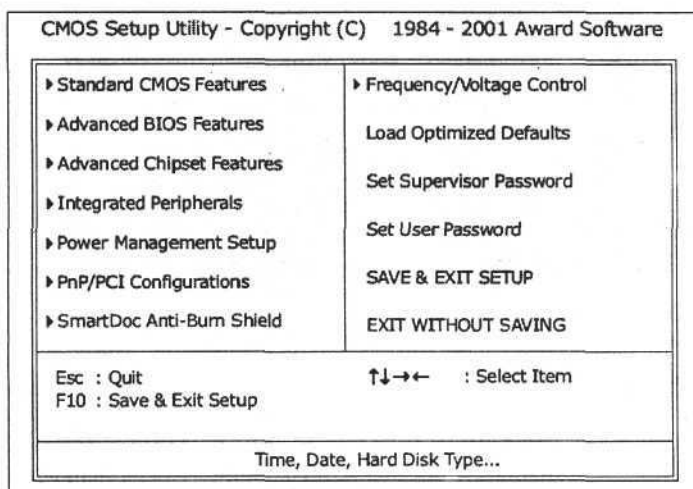 CMOS Setup Utility - Copyright (C) 1984 - 2001 Award Software
▸ Standard CMOS Features
▸ Advanced BIOS Features
▸ Advanced Chipset Features
▸ Integrated Peripherals
▸ Power Management Setup
▸ PnP/PCI Configurations
▸ SmartDoc Anti-Burn Shield
▸ Frequency/Voltage Control
Load Optimized Defaults
Set Supervisor Password
Set User Password
SAVE & EXIT SETUP
EXIT WITHOUT SAVING
Esc : Quit
F10 : Save & Exit Setup
↑↓→← : Select Item
Time, Date, Hard Disk Type...